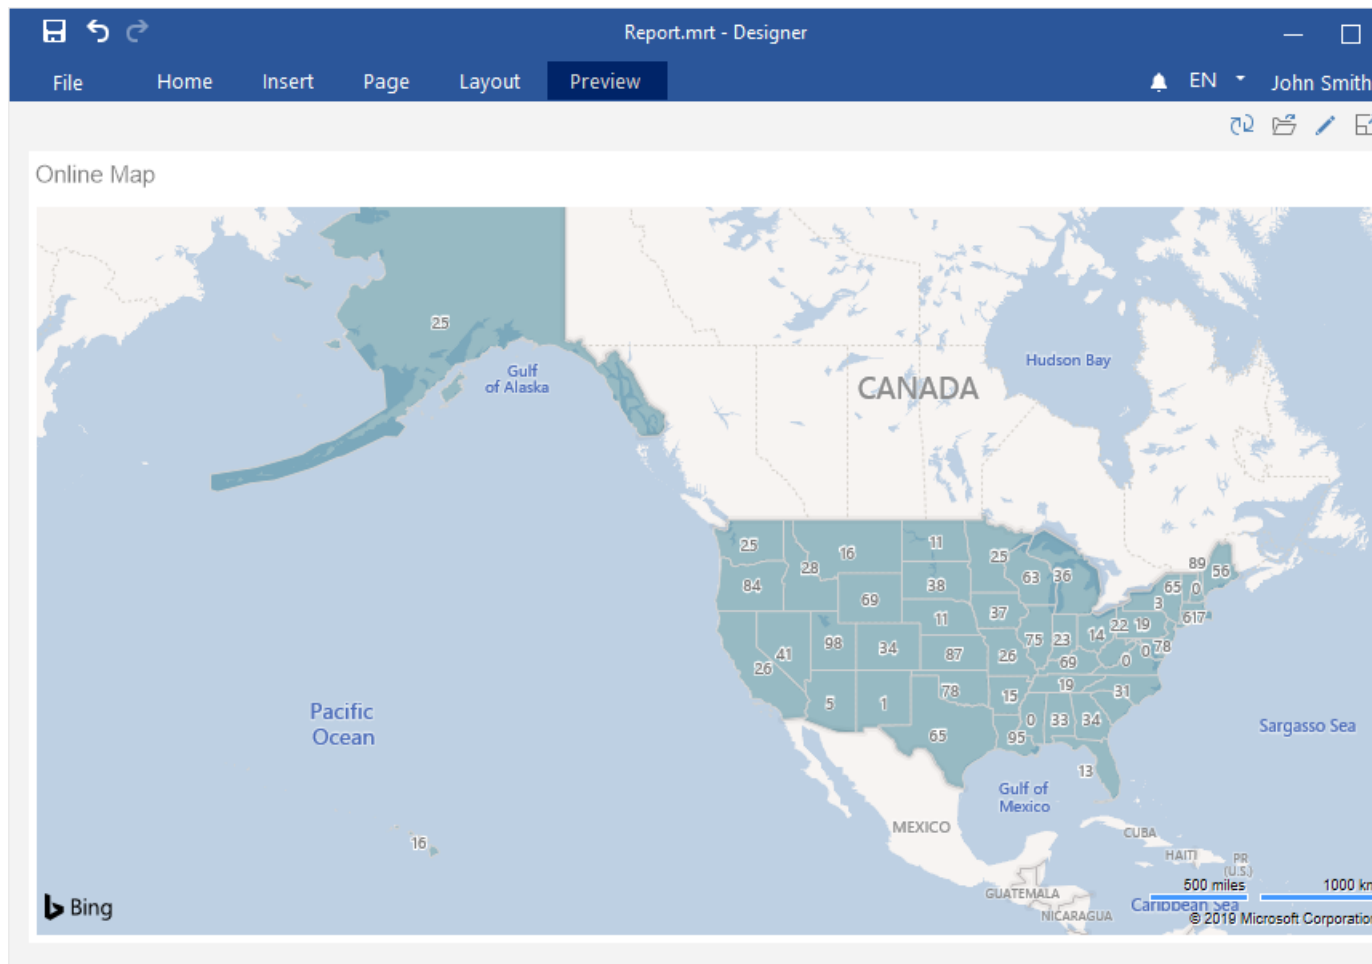 Report.mrt - Designer
File Home Insert Page Layout Preview EN John Smith
Online Map
25
Gulf
of Alaska
Hudson Bay
CANADA
25 16 11 25
28 63 36 89 56
84 69 38 65 0
11 37 3
22 19 617
98 34 75 23 14
41 87 26 0 78
26 69 0
5 1 78 15 19 31
0 33 34
65 95
Pacific
Ocean
Sargasso Sea
13
Gulf of
Mexico
MEXICO
CUBA
16
HAITI PR
(U.S.)
500 miles 1000 km
GUATEMALA
Caribbean Sea
Bing
NICARAGUA
© 2019 Microsoft Corporation